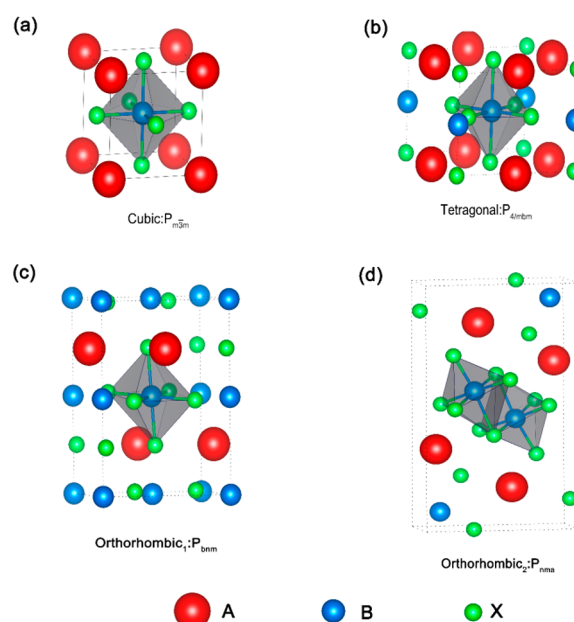 (a)
(b)
Cubic:Pm3̄m
Tetragonal:P4/mbm
(c)
(d)
Orthorhombic1:Pbnm
Orthorhombic2:Pnma
A B X